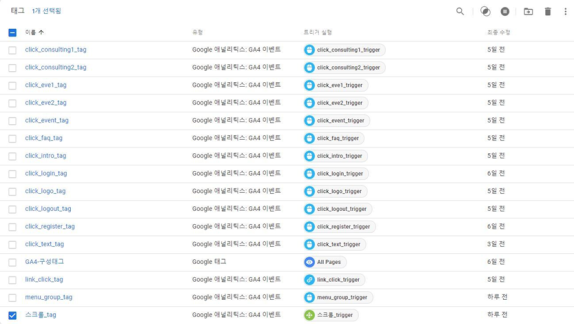 태그 1개 선택됨
이름 ↑ 유형 트리거 실행 최종 수정
click_consulting1_tag Google 애널리틱스: GA4 이벤트 click_consulting1_trigger 5일 전
click_consulting2_tag Google 애널리틱스: GA4 이벤트 click_consulting2_trigger 5일 전
click_eve1_tag Google 애널리틱스: GA4 이벤트 click_eve1_trigger 5일 전
click_eve2_tag Google 애널리틱스: GA4 이벤트 click_eve2_trigger 5일 전
click_event_tag Google 애널리틱스: GA4 이벤트 click_event_trigger 5일 전
click_faq_tag Google 애널리틱스: GA4 이벤트 click_faq_trigger 5일 전
click_intro_tag Google 애널리틱스: GA4 이벤트 click_intro_trigger 5일 전
click_login_tag Google 애널리틱스: GA4 이벤트 click_login_trigger 6일 전
click_logo_tag Google 애널리틱스: GA4 이벤트 click_logo_trigger 5일 전
click_logout_tag Google 애널리틱스: GA4 이벤트 click_logout_trigger 5일 전
click_register_tag Google 애널리틱스: GA4 이벤트 click_register_trigger 6일 전
click_text_tag Google 애널리틱스: GA4 이벤트 click_text_trigger 3일 전
GA4-구성태그 Google 태그 All Pages 6일 전
link_click_tag Google 애널리틱스: GA4 이벤트 link_click_trigger 5일 전
menu_group_tag Google 애널리틱스: GA4 이벤트 menu_group_trigger 하루 전
스크롤_tag Google 애널리틱스: GA4 이벤트 스크롤_trigger 하루 전